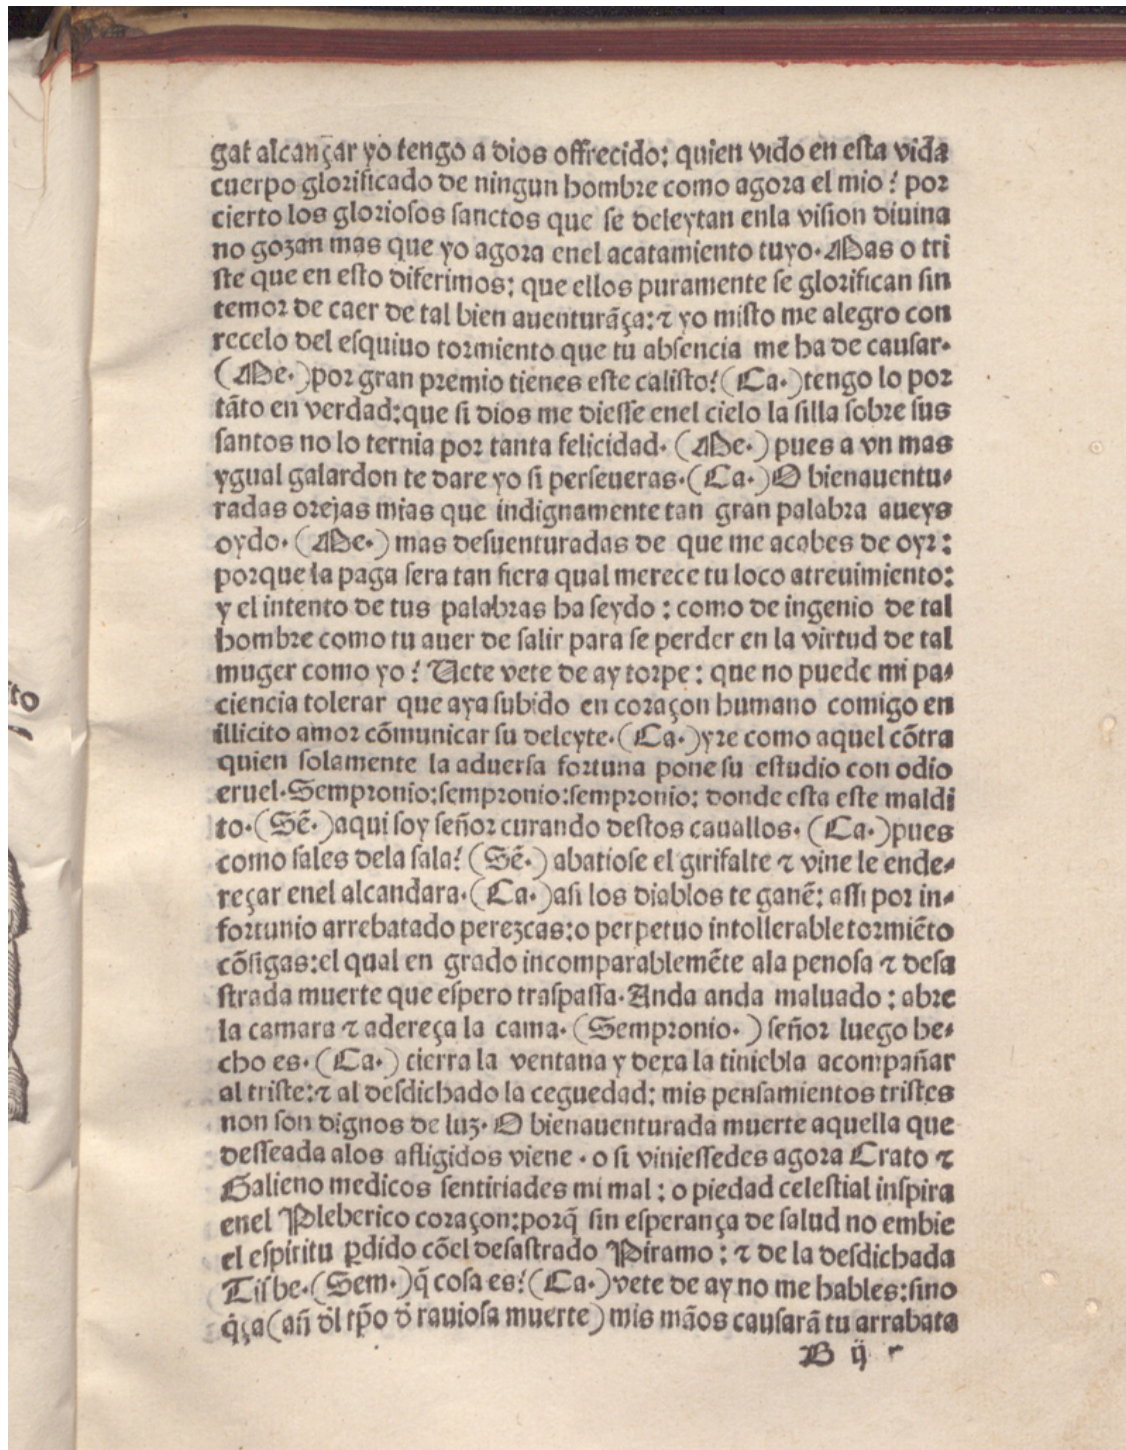 gar alcançar yo tengo a dios offrecido: quien vido en esta vida
cuerpo glorificado de ningun hombre como agora el mio? por
cierto los gloriosos sanctos que se deleytan enla vision diuina
no gozan mas que yo agora enel acatamiento tuyo. Mas o tri
ste que en esto diferimos: que ellos puramente se glorifican sin
temor de caer de tal bien auenturãça: ⁊ yo misto me alegro con
recelo del esquiuo tormiento que tu absencia me ha de causar.
(Me.) por gran premio tienes este calisto? (Ca.) tengo lo por
tãto en verdad: que si dios me diesse enel cielo la silla sobre sus
santos no lo ternia por tanta felicidad. (Me.) pues a vn mas
ygual galardon te dare yo si perseueras. (Ca.) O bienauentu-
radas orejas mias que indignamente tan gran palabra aueys
oydo. (Me.) mas desuenturadas de que me acabes de oyr:
porque la paga sera tan fiera qual merece tu loco atreuimiento:
y el intento de tus palabras ha seydo: como de ingenio de tal
hombre como tu auer de salir para se perder en la virtud de tal
muger como yo? Uete vete de ay torpe: que no puede mi pa-
ciencia tolerar que aya subido en coraçon humano comigo en
illicito amor cõmunicar su deleyte. (Ca.) yre como aquel cõtra
quien solamente la aduersa fortuna pone su estudio con odio
eruel. Sempronio: sempronio: sempronio: donde esta este maldi
to. (Sẽ.) aqui soy señor curando destos cauallos. (Ca.) pues
como sales dela sala? (Sẽ.) abatiose el girifalte ⁊ vine le ende-
reçar enel alcandara. (Ca.) asi los diablos te ganẽ: assi por in-
fortunio arrebatado perezcas: o perpetuo intollerable tormiẽto
cõsigas: el qual en grado incomparablemẽte ala penosa ⁊ desa
strada muerte que espero traspassa. Anda anda maluado: abre
la camara ⁊ adereça la cama. (Sempronio.) señor luego he-
cho es. (Ca.) cierra la ventana y dexa la tiniebla acompañar
al triste: ⁊ al desdichado la ceguedad: mis pensamientos tristes
non son dignos de luz. O bienauenturada muerte aquella que
desseada alos afligidos viene. o si viniessedes agora Crato ⁊
Galieno medicos sentiriades mi mal: o piedad celestial inspira
enel Pleberico coraçon: porq̃ sin esperança de salud no embie
el espiritu ꝑdido cõel desastrado Piramo: ⁊ de la desdichada
Tisbe. (Sem.) q̃ cosa es? (Ca.) vete de ay no me hables: sino
q̇ça (añ ðl tp̃o ð rauiosa muerte) mis mãos causarã tu arrabata
B ij